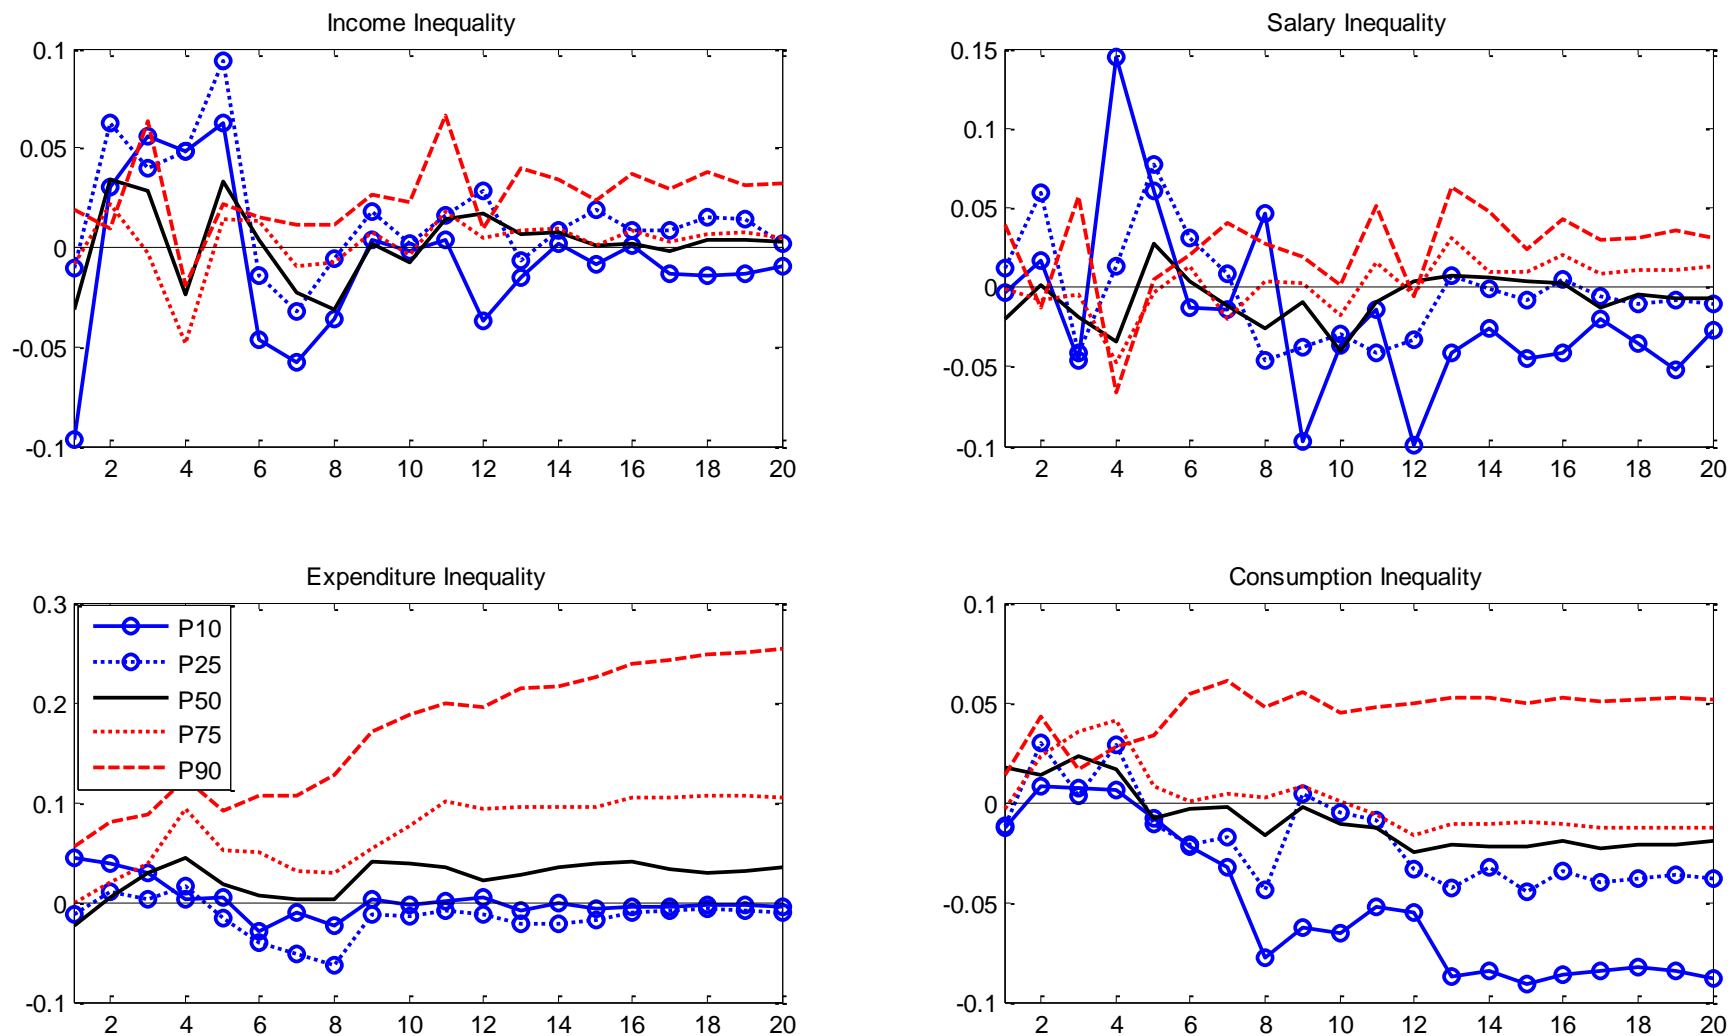 Income Inequality
0.1
0.05
0
-0.05
-0.1
2 4 6 8 10 12 14 16 18 20
Salary Inequality
0.15
0.1
0.05
0
-0.05
-0.1
2 4 6 8 10 12 14 16 18 20
Expenditure Inequality
0.3
0.2
0.1
0
-0.1
P10
P25
P50
P75
P90
2 4 6 8 10 12 14 16 18 20
Consumption Inequality
0.1
0.05
0
-0.05
-0.1
2 4 6 8 10 12 14 16 18 20